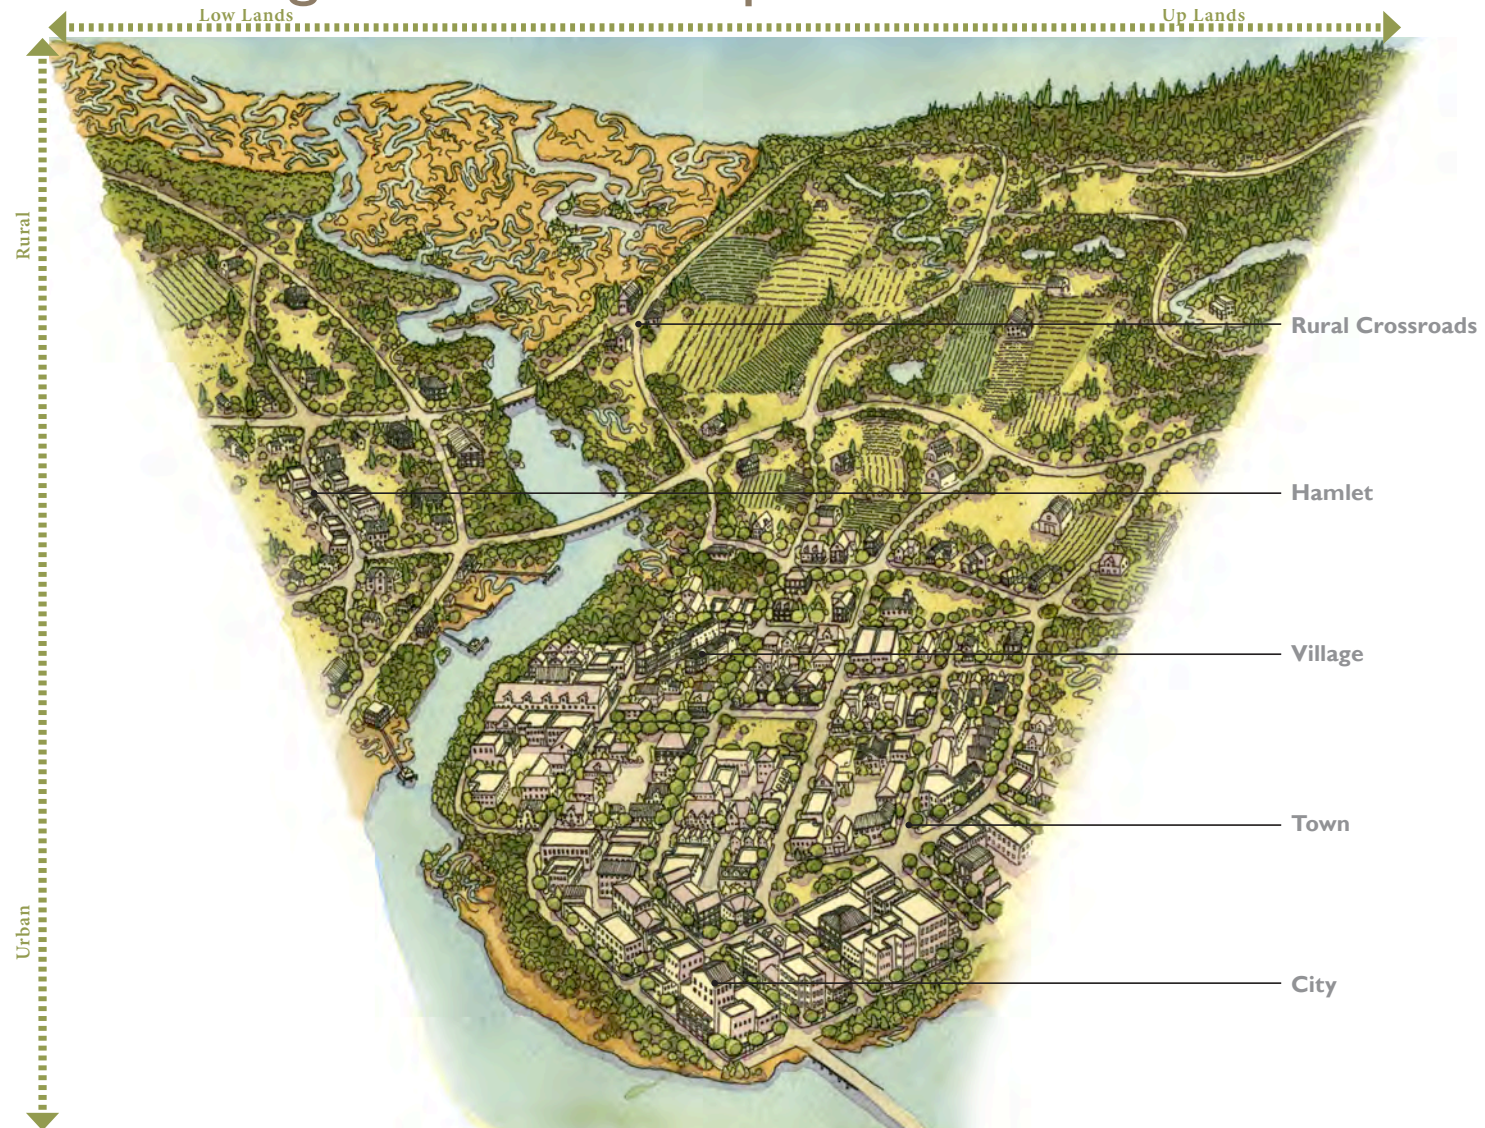 Low Lands
Up Lands
Rural
Rural Crossroads
Hamlet
Village
Town
Urban
City